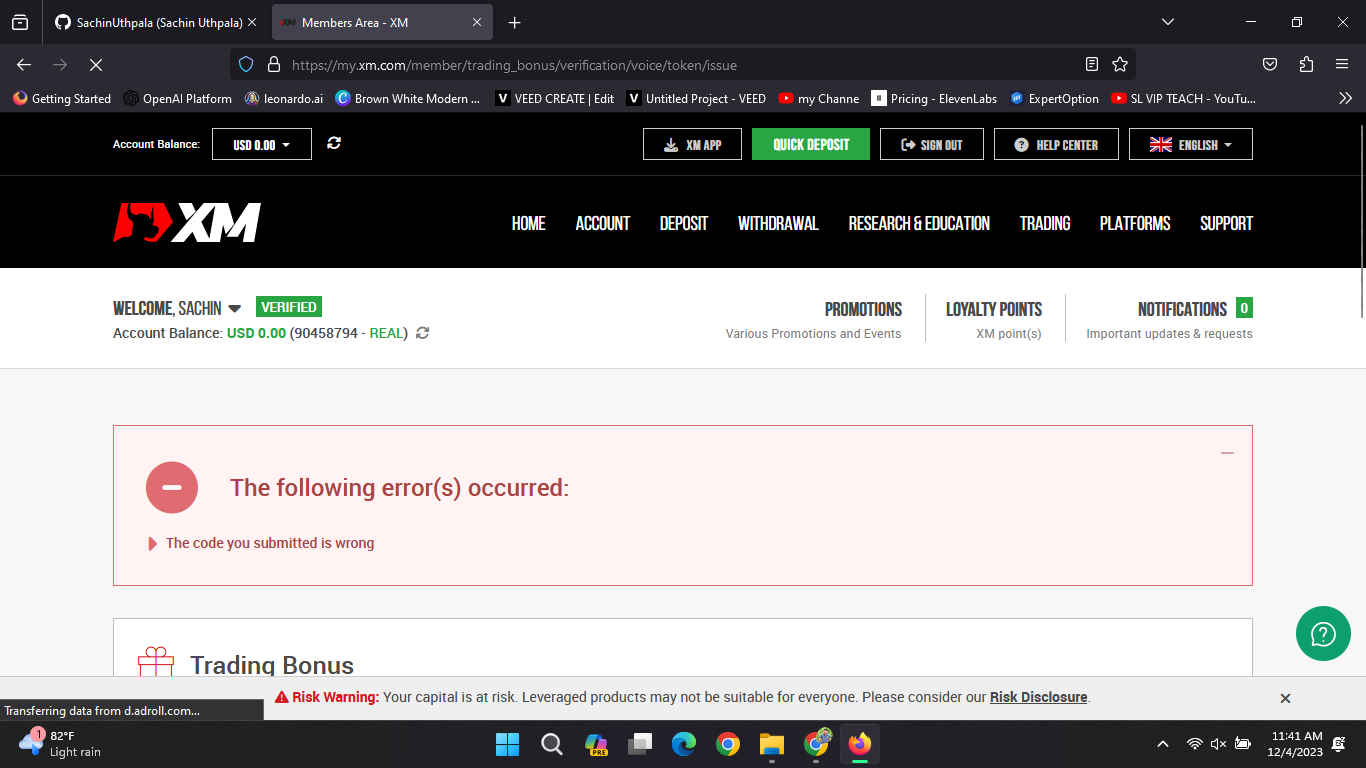 SachinUthpala (Sachin Uthpala)
Members Area - XM
https://my.xm.com/member/trading_bonus/verification/voice/token/issue
Getting Started OpenAI Platform leonardo.ai Brown White Modern ... VEED CREATE | Edit Untitled Project - VEED my Channe Pricing - ElevenLabs ExpertOption SL VIP TEACH - YouTu...
Account Balance: USD 0.00 XM APP QUICK DEPOSIT SIGN OUT HELP CENTER ENGLISH
XM
HOME ACCOUNT DEPOSIT WITHDRAWAL RESEARCH & EDUCATION TRADING PLATFORMS SUPPORT
WELCOME, SACHIN VERIFIED
Account Balance: USD 0.00 (90458794 - REAL)
PROMOTIONS
Various Promotions and Events
LOYALTY POINTS
XM point(s)
NOTIFICATIONS 0
Important updates & requests
The following error(s) occurred:
The code you submitted is wrong
Trading Bonus
Risk Warning: Your capital is at risk. Leveraged products may not be suitable for everyone. Please consider our Risk Disclosure.
Transferring data from d.adroll.com...
1
82°F
Light rain
PRE
11:41 AM
12/4/2023